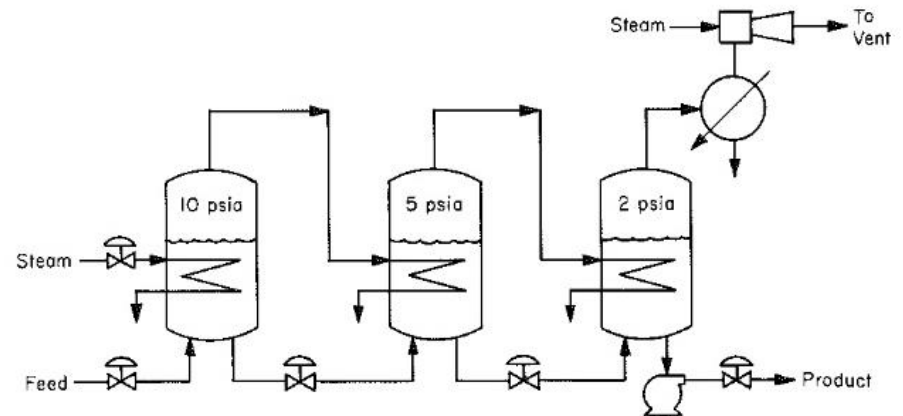 Steam
To
Vent
10 psia
5 psia
2 psia
Steam
Feed
Product